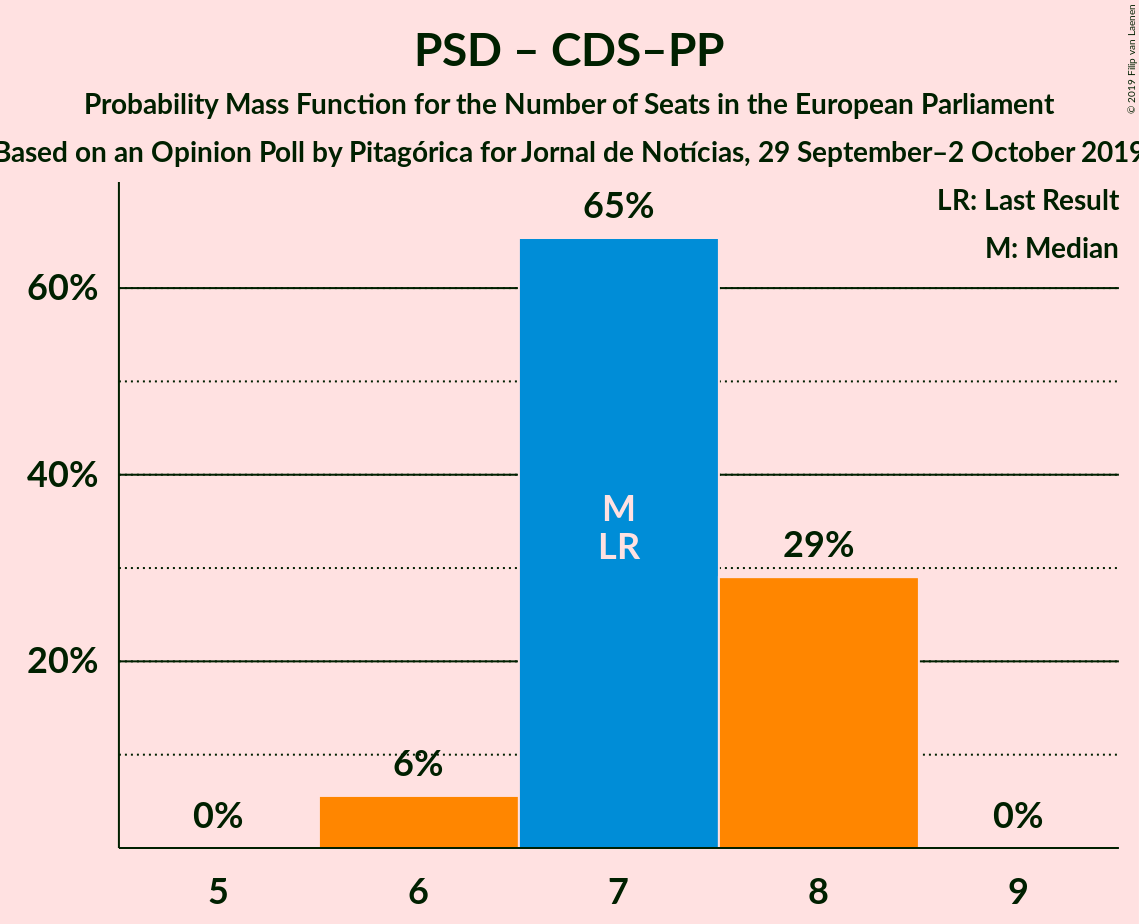 PSD – CDS–PP
Probability Mass Function for the Number of Seats in the European Parliament
Based on an Opinion Poll by Pitagórica for Jornal de Notícias, 29 September–2 October 2019
© 2019 Filip van Laenen
LR: Last Result
M: Median
65%
60%
40%
M
LR
29%
20%
6%
0%
0%
5 6 7 8 9